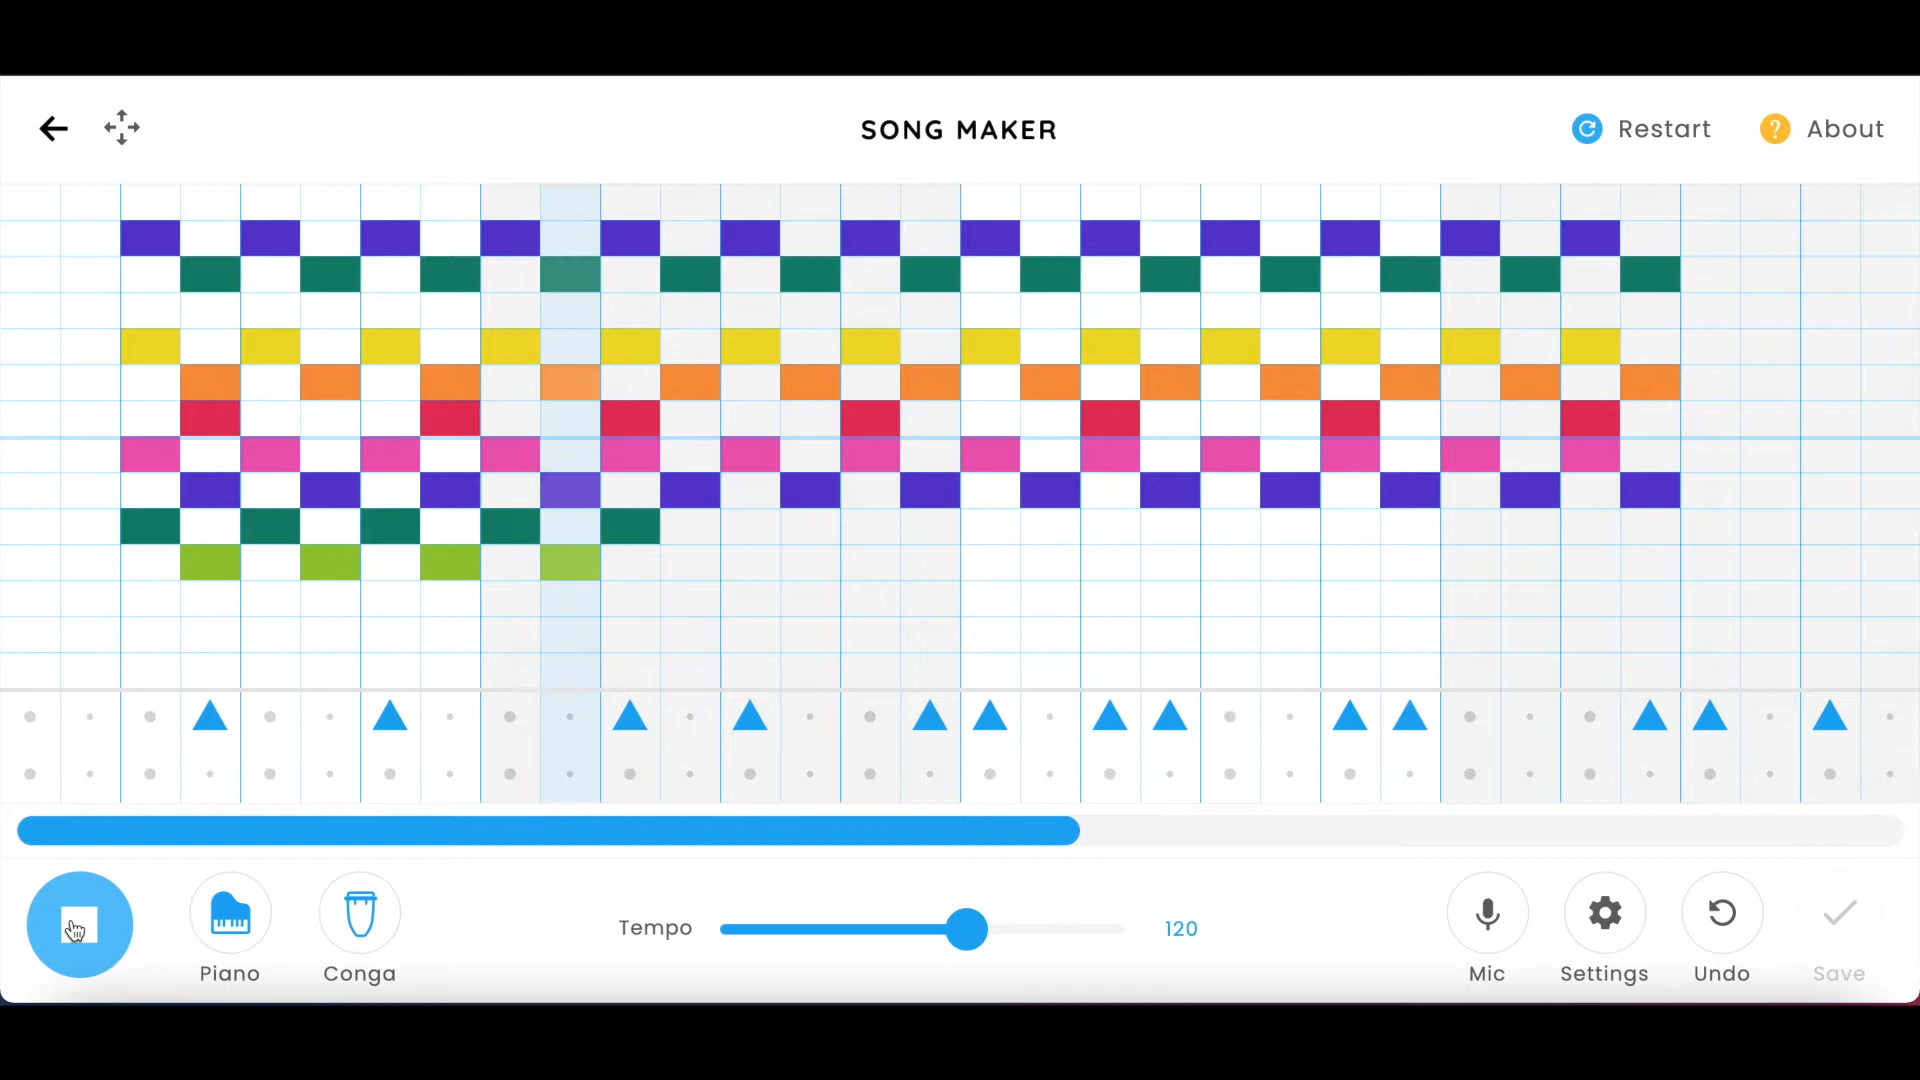 SONG MAKER
Restart
? About
Tempo
120
Piano
Conga
Mic
Settings
Undo
Save